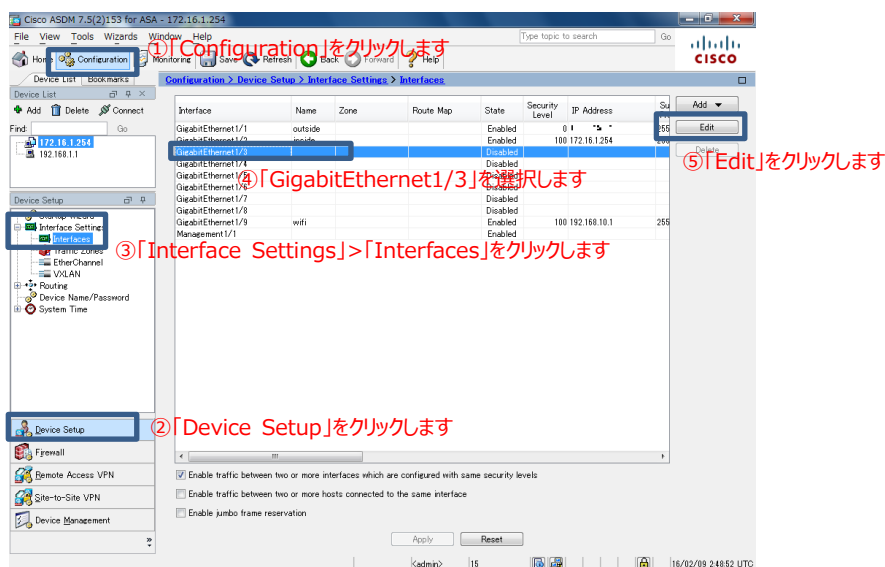 Cisco ASDM 7.5(2)153 for ASA - 172.16.1.254
File View Tools Wizards Window Help
Type topic to search Go
Home Configuration Monitoring Save Refresh Back Forward Help
①「Configuration」をクリックします
CISCO
Device List Bookmarks
Configuration > Device Setup > Interface Settings > Interfaces
Device List
Add Delete Connect
Find: Go
172.16.1.254
192.168.1.1
Interface Name Zone Route Map State Security Level IP Address Su
GigabitEthernet1/1 outside Enabled 0 255
GigabitEthernet1/2 inside Enabled 100 172.16.1.254
GigabitEthernet1/3 Disabled
GigabitEthernet1/4 Disabled
GigabitEthernet1/5 Disabled
GigabitEthernet1/6 Disabled
GigabitEthernet1/7 Disabled
GigabitEthernet1/8 Disabled
GigabitEthernet1/9 wifi Enabled 100 192.168.10.1 255
Management1/1 Enabled
Add
Edit
Delete
⑤「Edit」をクリックします
④「GigabitEthernet1/3」を選択します
Device Setup
Startup Wizard
Interface Settings
Interfaces
Traffic Zones
EtherChannel
VXLAN
Routing
Device Name/Password
System Time
③「Interface Settings」>「Interfaces」をクリックします
Device Setup
②「Device Setup」をクリックします
Firewall
Remote Access VPN
Site-to-Site VPN
Device Management
Enable traffic between two or more interfaces which are configured with same security levels
Enable traffic between two or more hosts connected to the same interface
Enable jumbo frame reservation
Apply Reset
<admin> 15 16/02/09 2:48:52 UTC